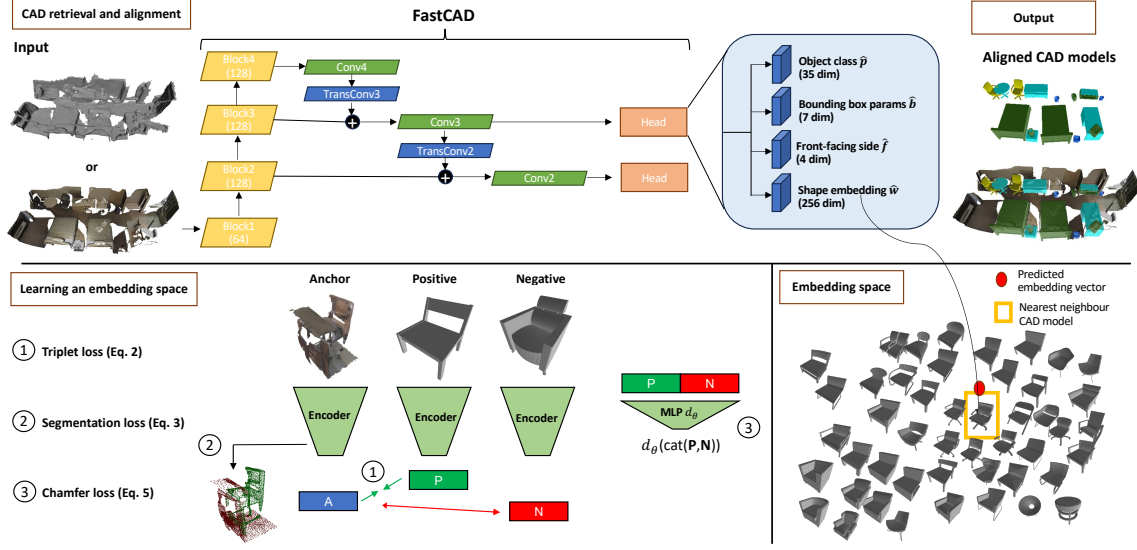 CAD retrieval and alignment
FastCAD
Output
Input
or
Block4
(128)
Block3
(128)
Block2
(128)
Block1
(64)
Conv4
TransConv3
Conv3
TransConv2
Conv2
Head
Head
Object class p̂
(35 dim)
Bounding box params b̂
(7 dim)
Front-facing side f̂
(4 dim)
Shape embedding ŵ
(256 dim)
Aligned CAD models
Learning an embedding space
Anchor
Positive
Negative
1 Triplet loss (Eq. 2)
2 Segmentation loss (Eq. 3)
3 Chamfer loss (Eq. 5)
Encoder
Encoder
Encoder
2
1
A
P
N
P N
MLP dθ
3
dθ(cat(P,N))
Embedding space
Predicted
embedding vector
Nearest neighbour
CAD model